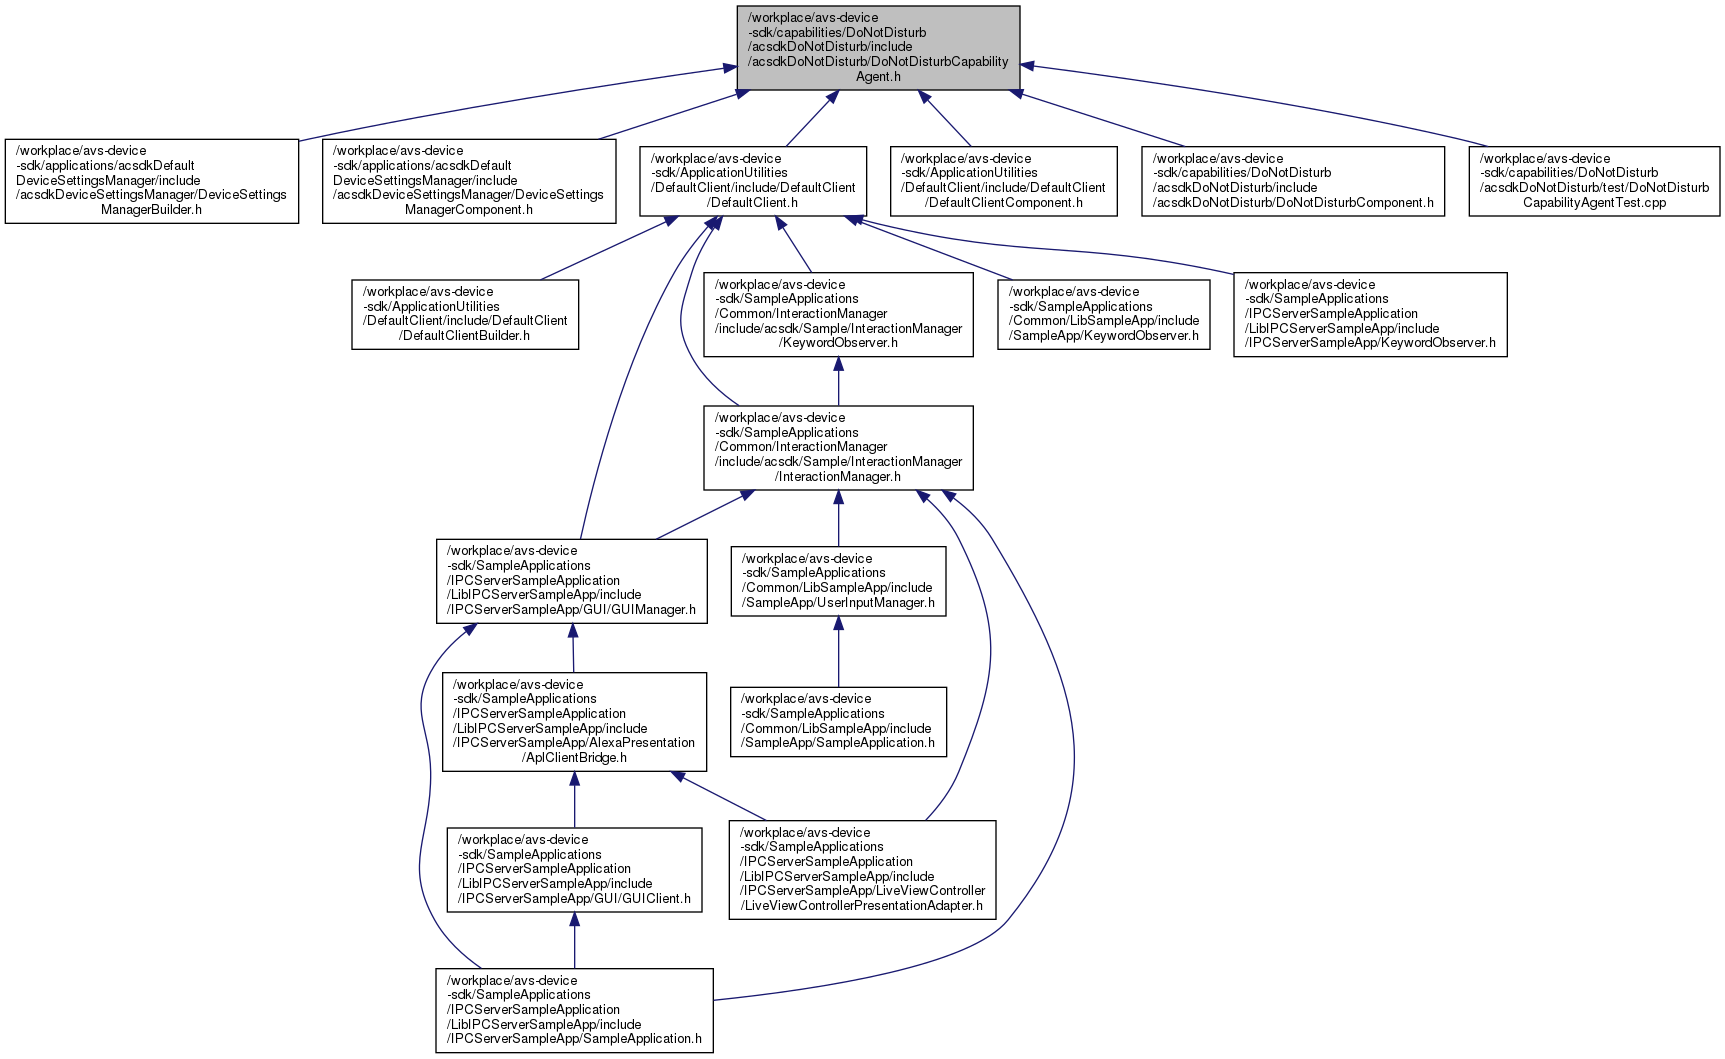 /workplace/avs-device
-sdk/capabilities/DoNotDisturb
/acsdkDoNotDisturb/include
/acsdkDoNotDisturb/DoNotDisturbCapability
Agent.h
/workplace/avs-device
-sdk/applications/acsdkDefault
DeviceSettingsManager/include
/acsdkDeviceSettingsManager/DeviceSettings
ManagerBuilder.h
/workplace/avs-device
-sdk/applications/acsdkDefault
DeviceSettingsManager/include
/acsdkDeviceSettingsManager/DeviceSettings
ManagerComponent.h
/workplace/avs-device
-sdk/ApplicationUtilities
/DefaultClient/include/DefaultClient
/DefaultClient.h
/workplace/avs-device
-sdk/ApplicationUtilities
/DefaultClient/include/DefaultClient
/DefaultClientComponent.h
/workplace/avs-device
-sdk/capabilities/DoNotDisturb
/acsdkDoNotDisturb/include
/acsdkDoNotDisturb/DoNotDisturbComponent.h
/workplace/avs-device
-sdk/capabilities/DoNotDisturb
/acsdkDoNotDisturb/test/DoNotDisturb
CapabilityAgentTest.cpp
/workplace/avs-device
-sdk/ApplicationUtilities
/DefaultClient/include/DefaultClient
/DefaultClientBuilder.h
/workplace/avs-device
-sdk/SampleApplications
/Common/InteractionManager
/include/acsdk/Sample/InteractionManager
/KeywordObserver.h
/workplace/avs-device
-sdk/SampleApplications
/Common/LibSampleApp/include
/SampleApp/KeywordObserver.h
/workplace/avs-device
-sdk/SampleApplications
/IPCServerSampleApplication
/LibIPCServerSampleApp/include
/IPCServerSampleApp/KeywordObserver.h
/workplace/avs-device
-sdk/SampleApplications
/Common/InteractionManager
/include/acsdk/Sample/InteractionManager
/InteractionManager.h
/workplace/avs-device
-sdk/SampleApplications
/IPCServerSampleApplication
/LibIPCServerSampleApp/include
/IPCServerSampleApp/GUI/GUIManager.h
/workplace/avs-device
-sdk/SampleApplications
/Common/LibSampleApp/include
/SampleApp/UserInputManager.h
/workplace/avs-device
-sdk/SampleApplications
/IPCServerSampleApplication
/LibIPCServerSampleApp/include
/IPCServerSampleApp/AlexaPresentation
/AplClientBridge.h
/workplace/avs-device
-sdk/SampleApplications
/Common/LibSampleApp/include
/SampleApp/SampleApplication.h
/workplace/avs-device
-sdk/SampleApplications
/IPCServerSampleApplication
/LibIPCServerSampleApp/include
/IPCServerSampleApp/GUI/GUIClient.h
/workplace/avs-device
-sdk/SampleApplications
/IPCServerSampleApplication
/LibIPCServerSampleApp/include
/IPCServerSampleApp/LiveViewController
/LiveViewControllerPresentationAdapter.h
/workplace/avs-device
-sdk/SampleApplications
/IPCServerSampleApplication
/LibIPCServerSampleApp/include
/IPCServerSampleApp/SampleApplication.h